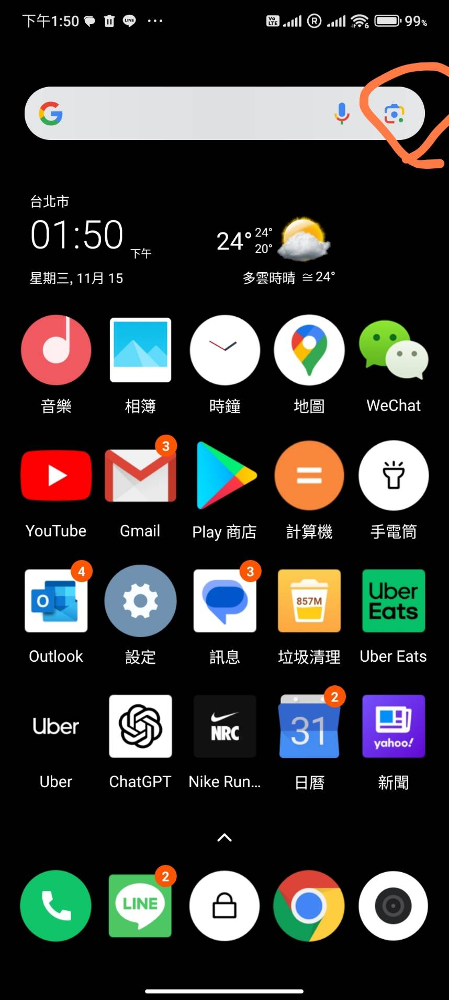 下午1:50 LINE ... Vo LTE R 6 99%
G
台北市
01:50 下午
24° 24° 20°
星期三, 11月 15
多雲時晴 ≅24°
音樂 相簿 時鐘 地圖 WeChat
3
YouTube Gmail Play 商店 計算機 手電筒
4 3
O 857M Uber Eats
Outlook 設定 訊息 垃圾清理 Uber Eats
2
Uber NRC 31 yahoo!
Uber ChatGPT Nike Run... 日曆 新聞
2
LINE